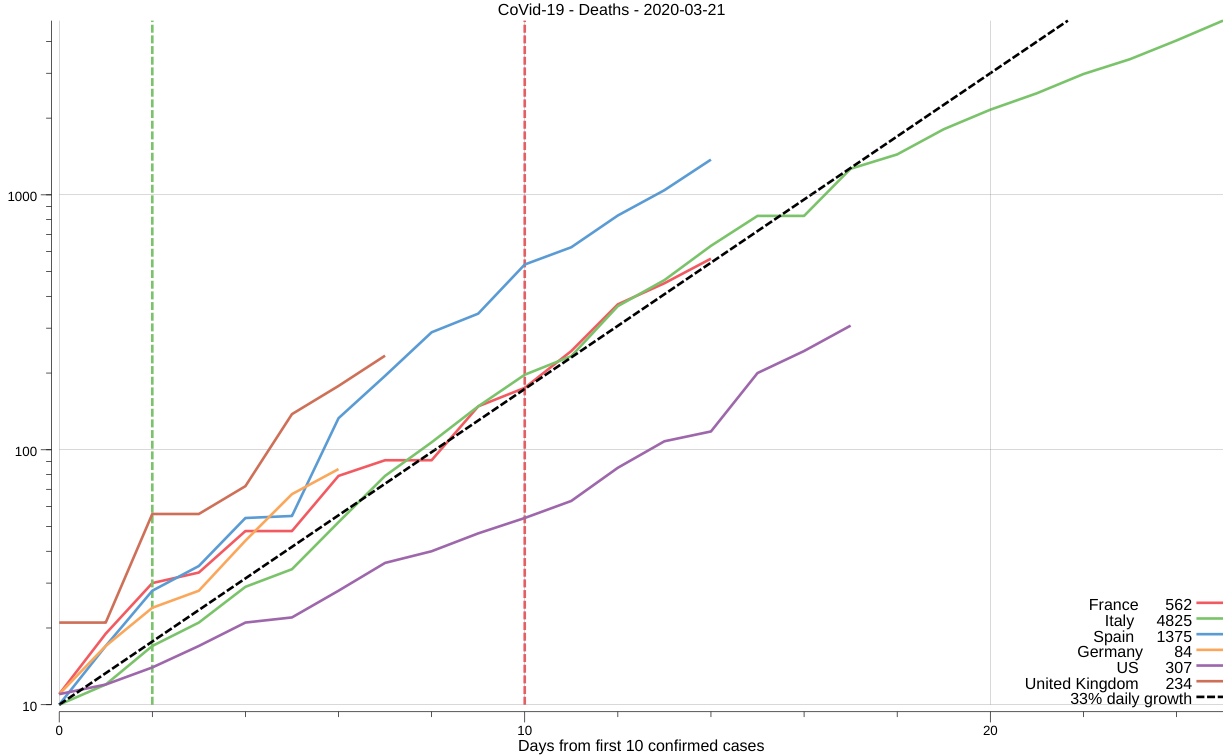 CoVid-19 - Deaths - 2020-03-21
1000
100
10
France 562
Italy 4825
Spain 1375
Germany 84
US 307
United Kingdom 234
33% daily growth
0 10 20
Days from first 10 confirmed cases